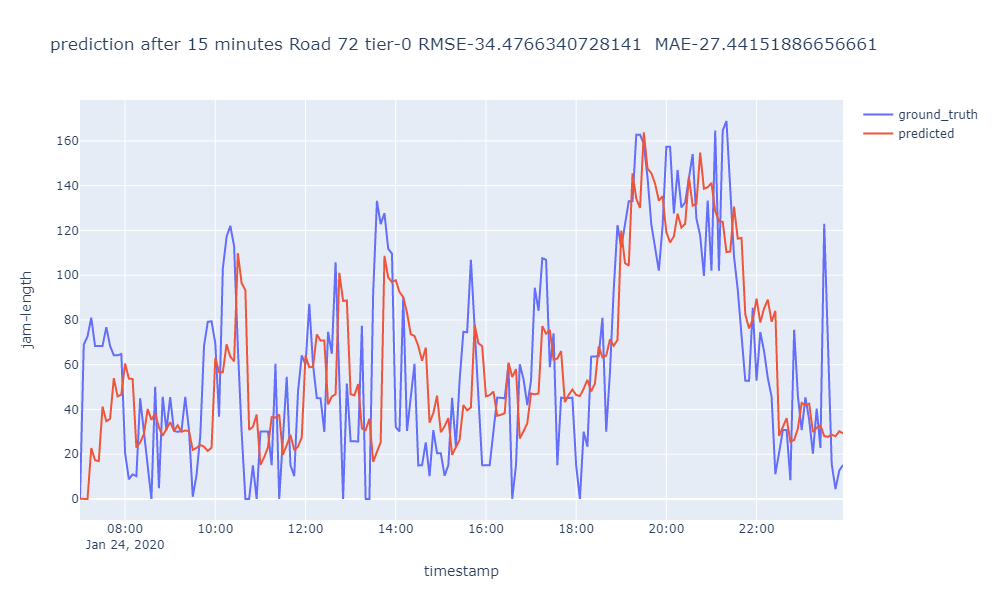 prediction after 15 minutes Road 72 tier-0 RMSE-34.4766340728141  MAE-27.44151886656661
ground_truth
predicted
jam-length
160
140
120
100
80
60
40
20
0
08:00 10:00 12:00 14:00 16:00 18:00 20:00 22:00
Jan 24, 2020
timestamp